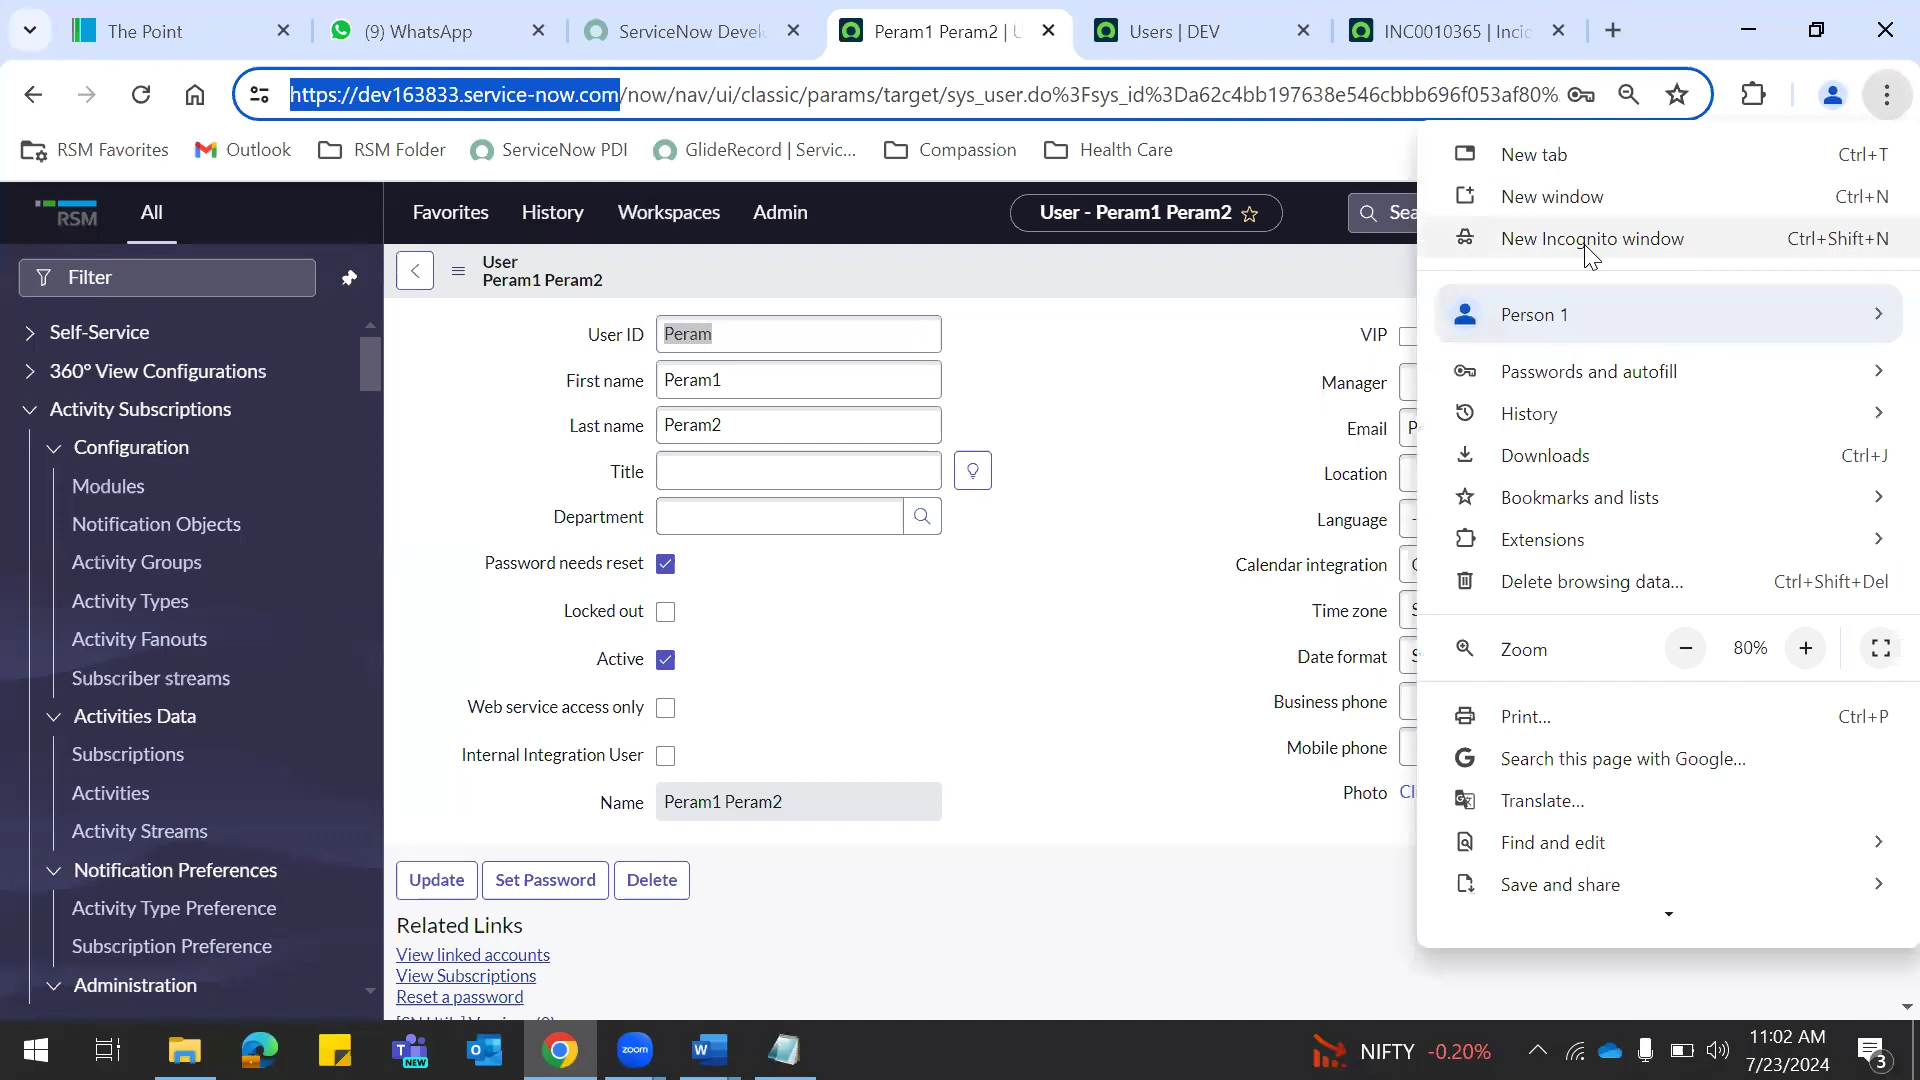 The Point
(9) WhatsApp
ServiceNow Devel
Peram1 Peram2 | U
Users | DEV
INC0010365 | Incid
https://dev163833.service-now.com/now/nav/ui/classic/params/target/sys_user.do%3Fsys_id%3Da62c4bb197638e546cbbb696f053af80%
RSM Favorites
Outlook
RSM Folder
ServiceNow PDI
GlideRecord | Servic...
Compassion
Health Care
RSM
All
Favorites
History
Workspaces
Admin
User - Peram1 Peram2
Sea
Filter
Self-Service
360° View Configurations
Activity Subscriptions
Configuration
Modules
Notification Objects
Activity Groups
Activity Types
Activity Fanouts
Subscriber streams
Activities Data
Subscriptions
Activities
Activity Streams
Notification Preferences
Activity Type Preference
Subscription Preference
Administration
User
Peram1 Peram2
User ID Peram
First name Peram1
Last name Peram2
Title
Department
Password needs reset
Locked out
Active
Web service access only
Internal Integration User
Name Peram1 Peram2
VIP
Manager
Email P
Location
Language -
Calendar integration
Time zone S
Date format S
Business phone
Mobile phone
Photo Cl
Update
Set Password
Delete
Related Links
View linked accounts
View Subscriptions
Reset a password
New tab Ctrl+T
New window Ctrl+N
New Incognito window Ctrl+Shift+N
Person 1
Passwords and autofill
History
Downloads Ctrl+J
Bookmarks and lists
Extensions
Delete browsing data... Ctrl+Shift+Del
Zoom 80%
Print... Ctrl+P
Search this page with Google...
Translate...
Find and edit
Save and share
T NEW
zoom
W
NIFTY -0.20%
11:02 AM
7/23/2024
3